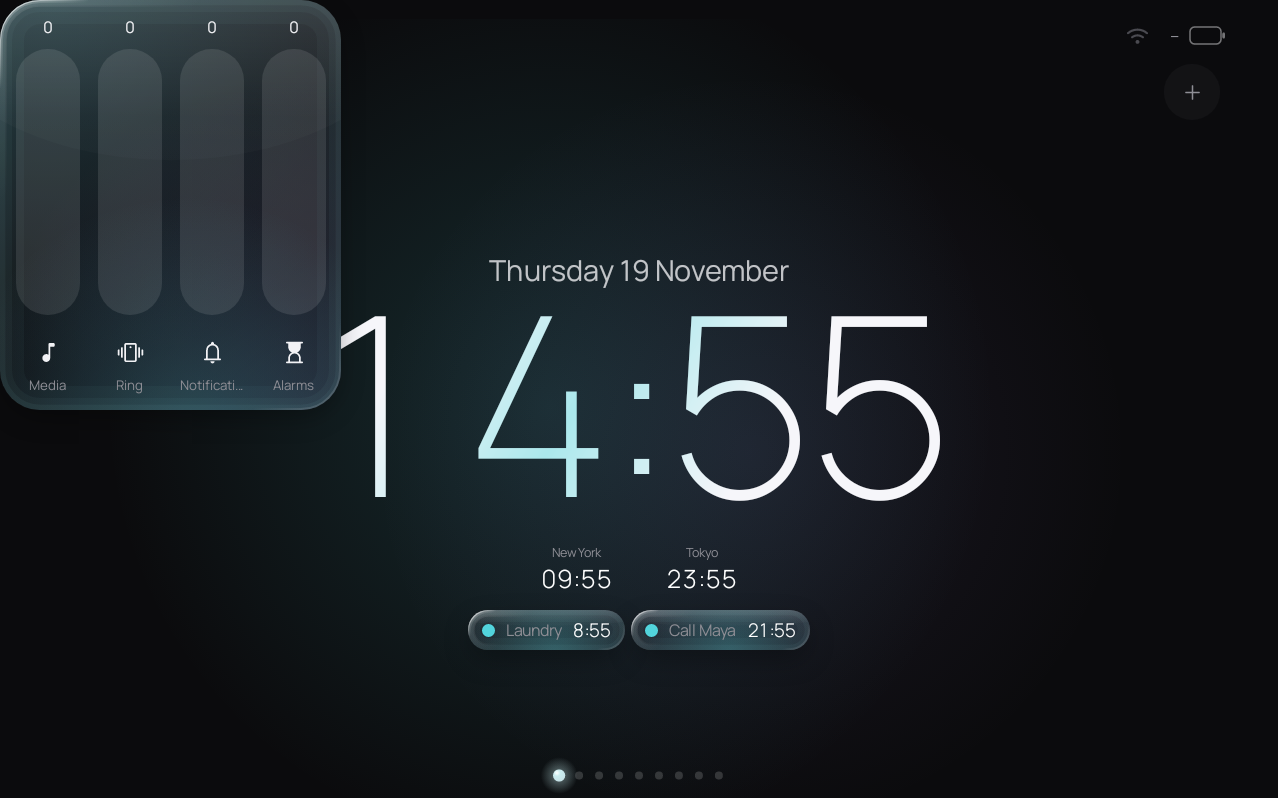 0 0 0 0
Media Ring Notificati... Alarms
–
+
Thursday 19 November
14:55
New York Tokyo
09:55 23:55
Laundry 8:55 Call Maya 21:55